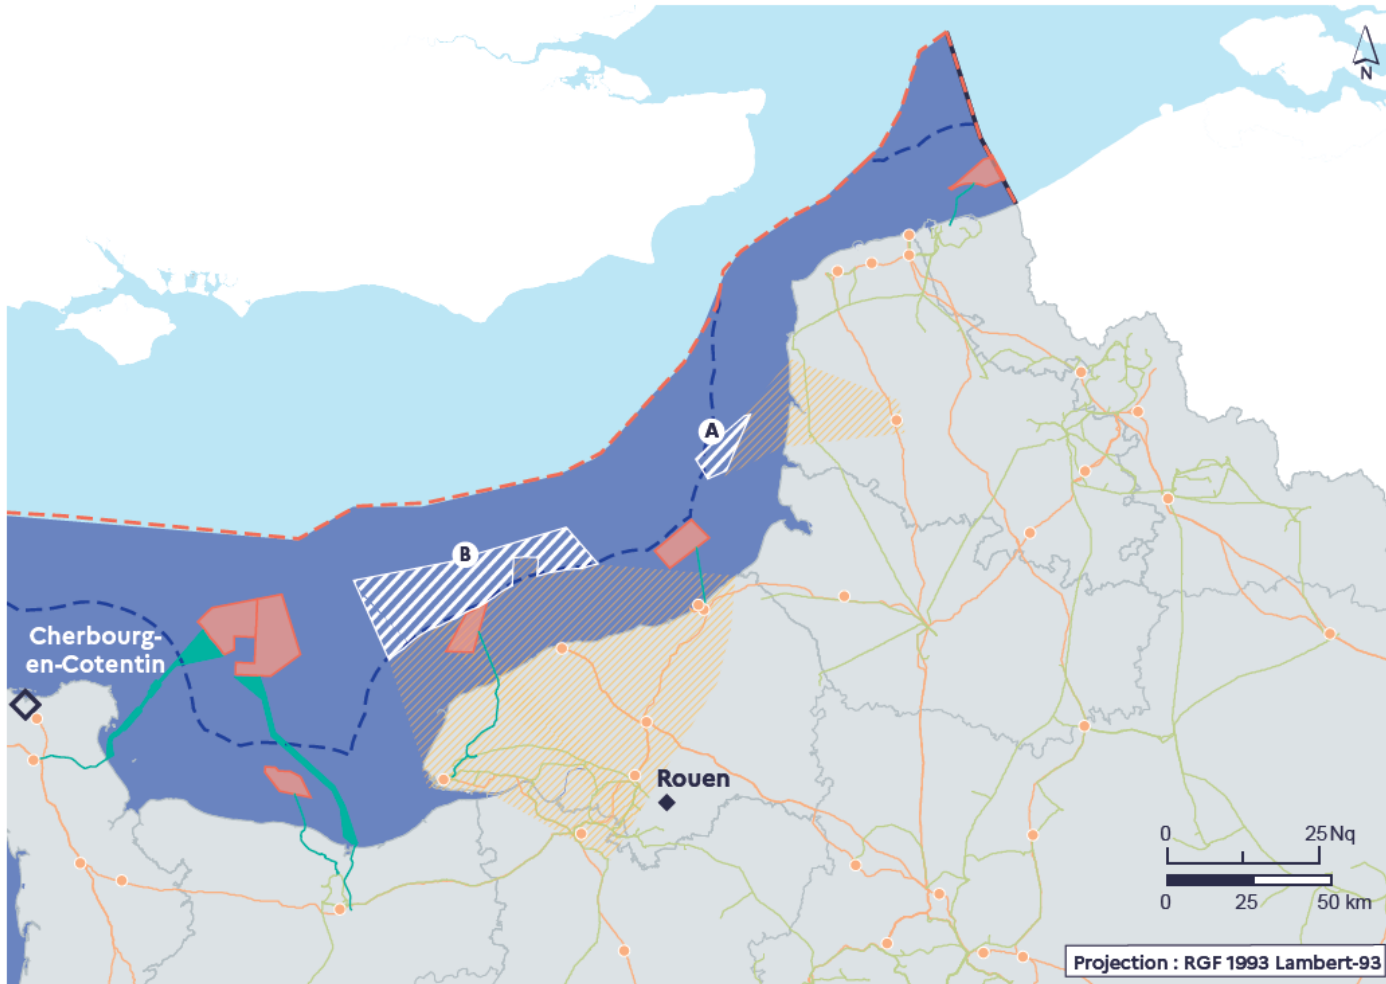 N
A
B
Cherbourg-
en-Cotentin
Rouen
0 25 Nq
0 25 50 km
Projection : RGF 1993 Lambert-93